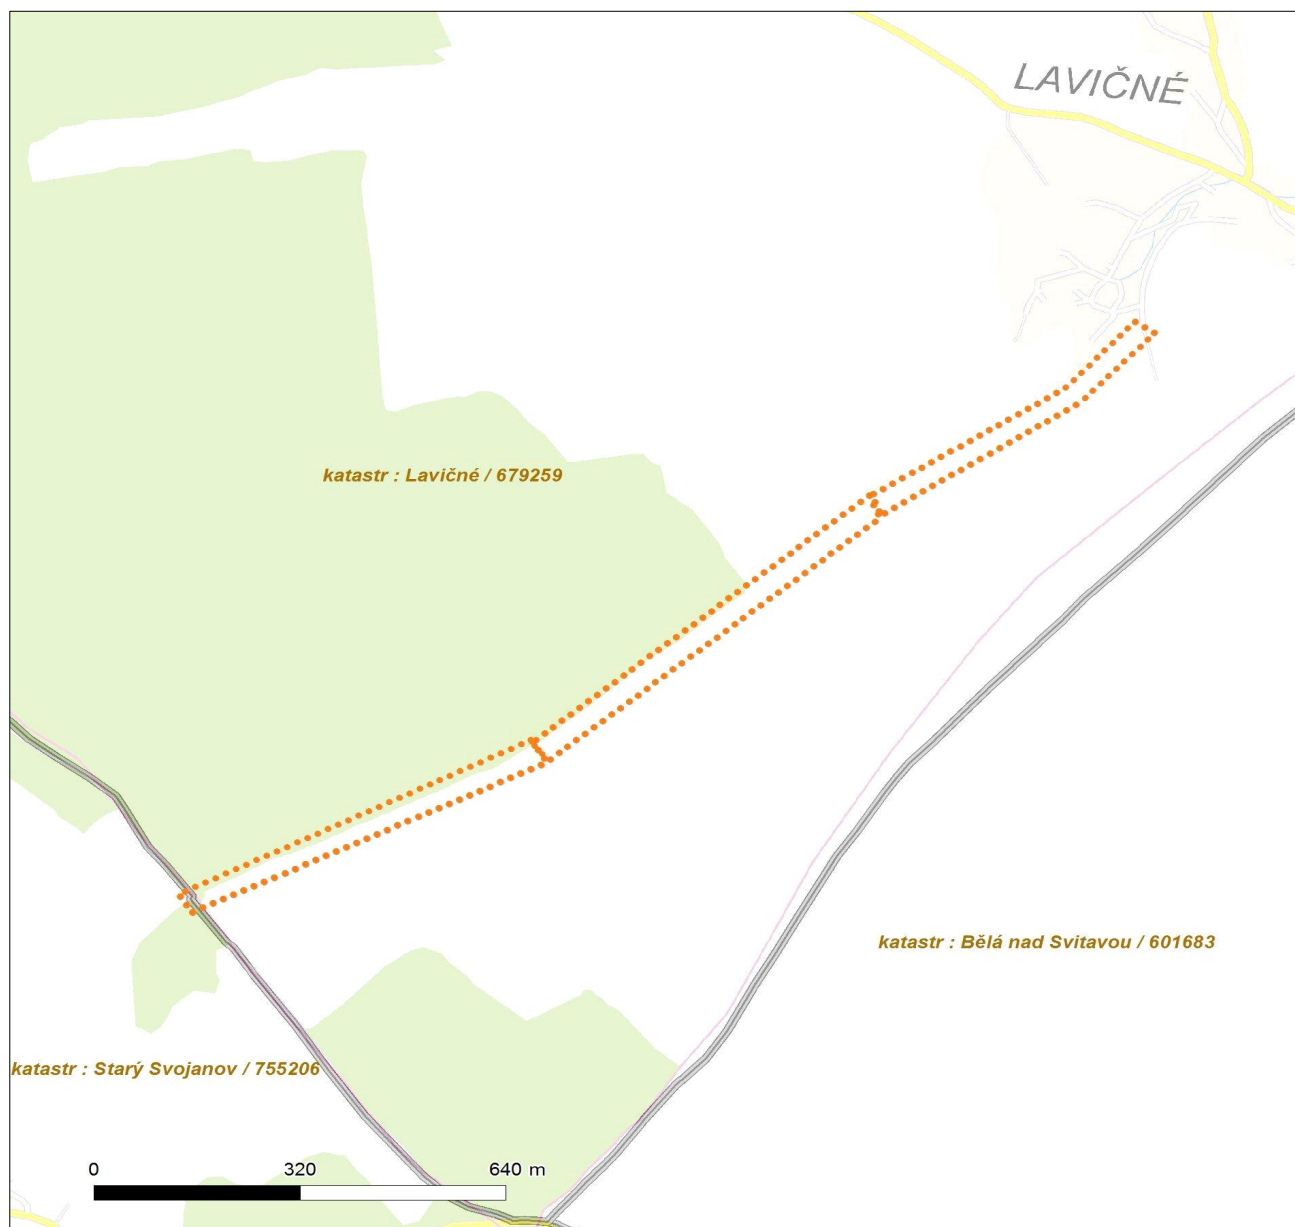 LAVIČNÉ
katastr : Lavičné / 679259
katastr : Bělá nad Svitavou / 601683
katastr : Starý Svojanov / 755206
0 320 640 m